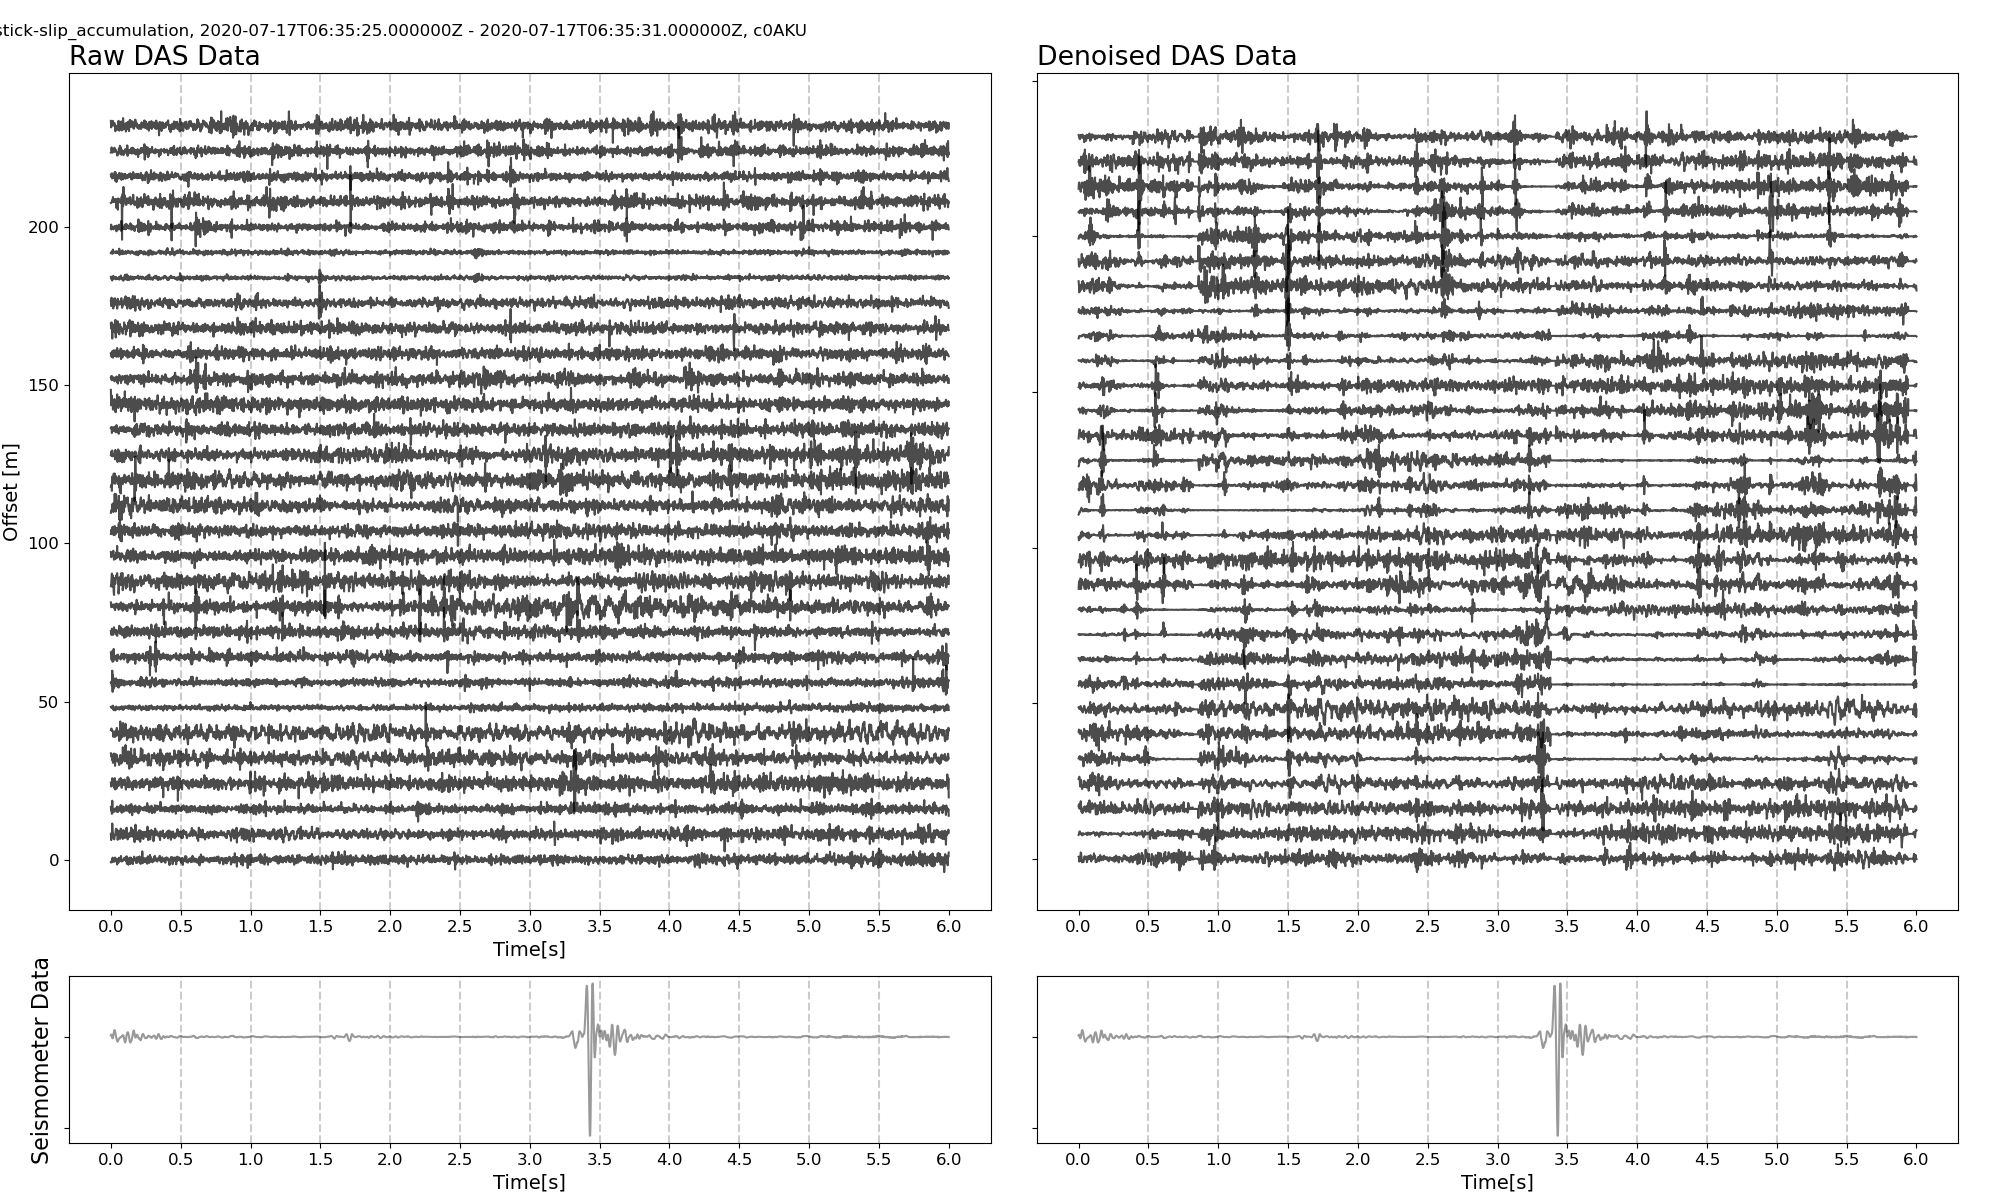 stick-slip_accumulation, 2020-07-17T06:35:25.000000Z - 2020-07-17T06:35:31.000000Z, c0AKU
Raw DAS Data
Denoised DAS Data
Offset [m]
200
150
100
50
0
0.0 0.5 1.0 1.5 2.0 2.5 3.0 3.5 4.0 4.5 5.0 5.5 6.0
Time[s]
0.0 0.5 1.0 1.5 2.0 2.5 3.0 3.5 4.0 4.5 5.0 5.5 6.0
Seismometer Data
0.0 0.5 1.0 1.5 2.0 2.5 3.0 3.5 4.0 4.5 5.0 5.5 6.0
Time[s]
0.0 0.5 1.0 1.5 2.0 2.5 3.0 3.5 4.0 4.5 5.0 5.5 6.0
Time[s]